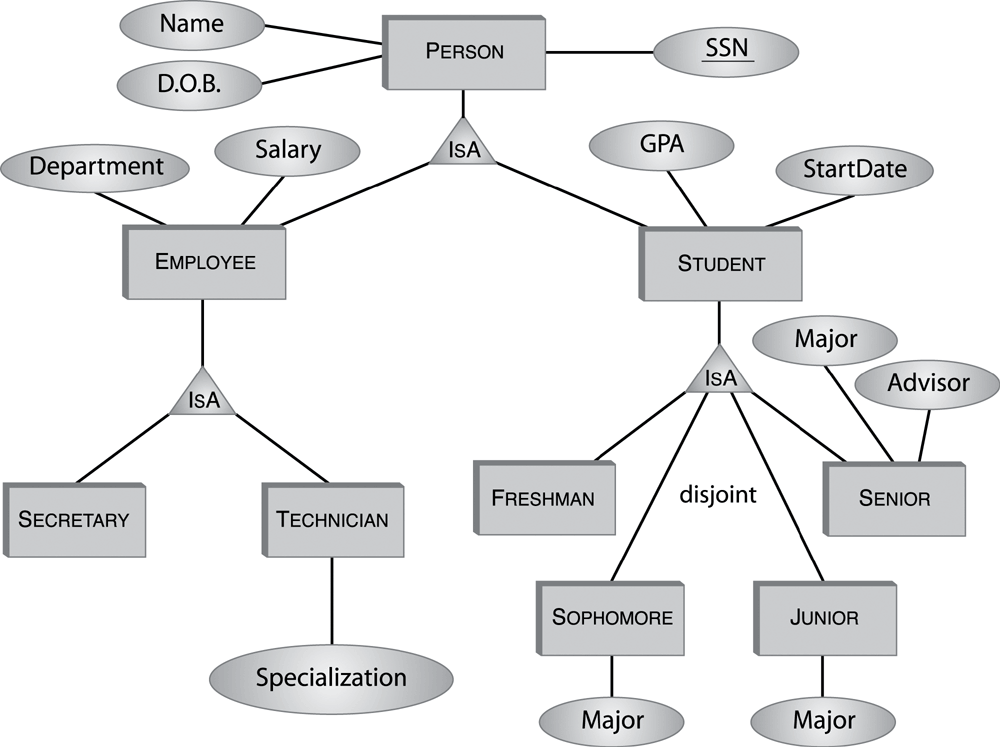 Name
PERSON
SSN
D.O.B.
IsA
Department
Salary
GPA
StartDate
EMPLOYEE
STUDENT
Major
IsA
IsA
Advisor
SECRETARY
TECHNICIAN
FRESHMAN
disjoint
SENIOR
SOPHOMORE
JUNIOR
Specialization
Major
Major